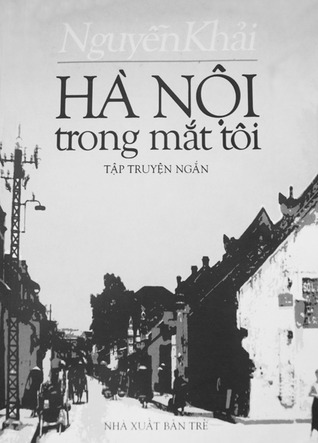 Nguyễn Khải
HÀ NỘI
trong mắt tôi
TẬP TRUYỆN NGẮN
NHÀ XUẤT BẢN TRẺ